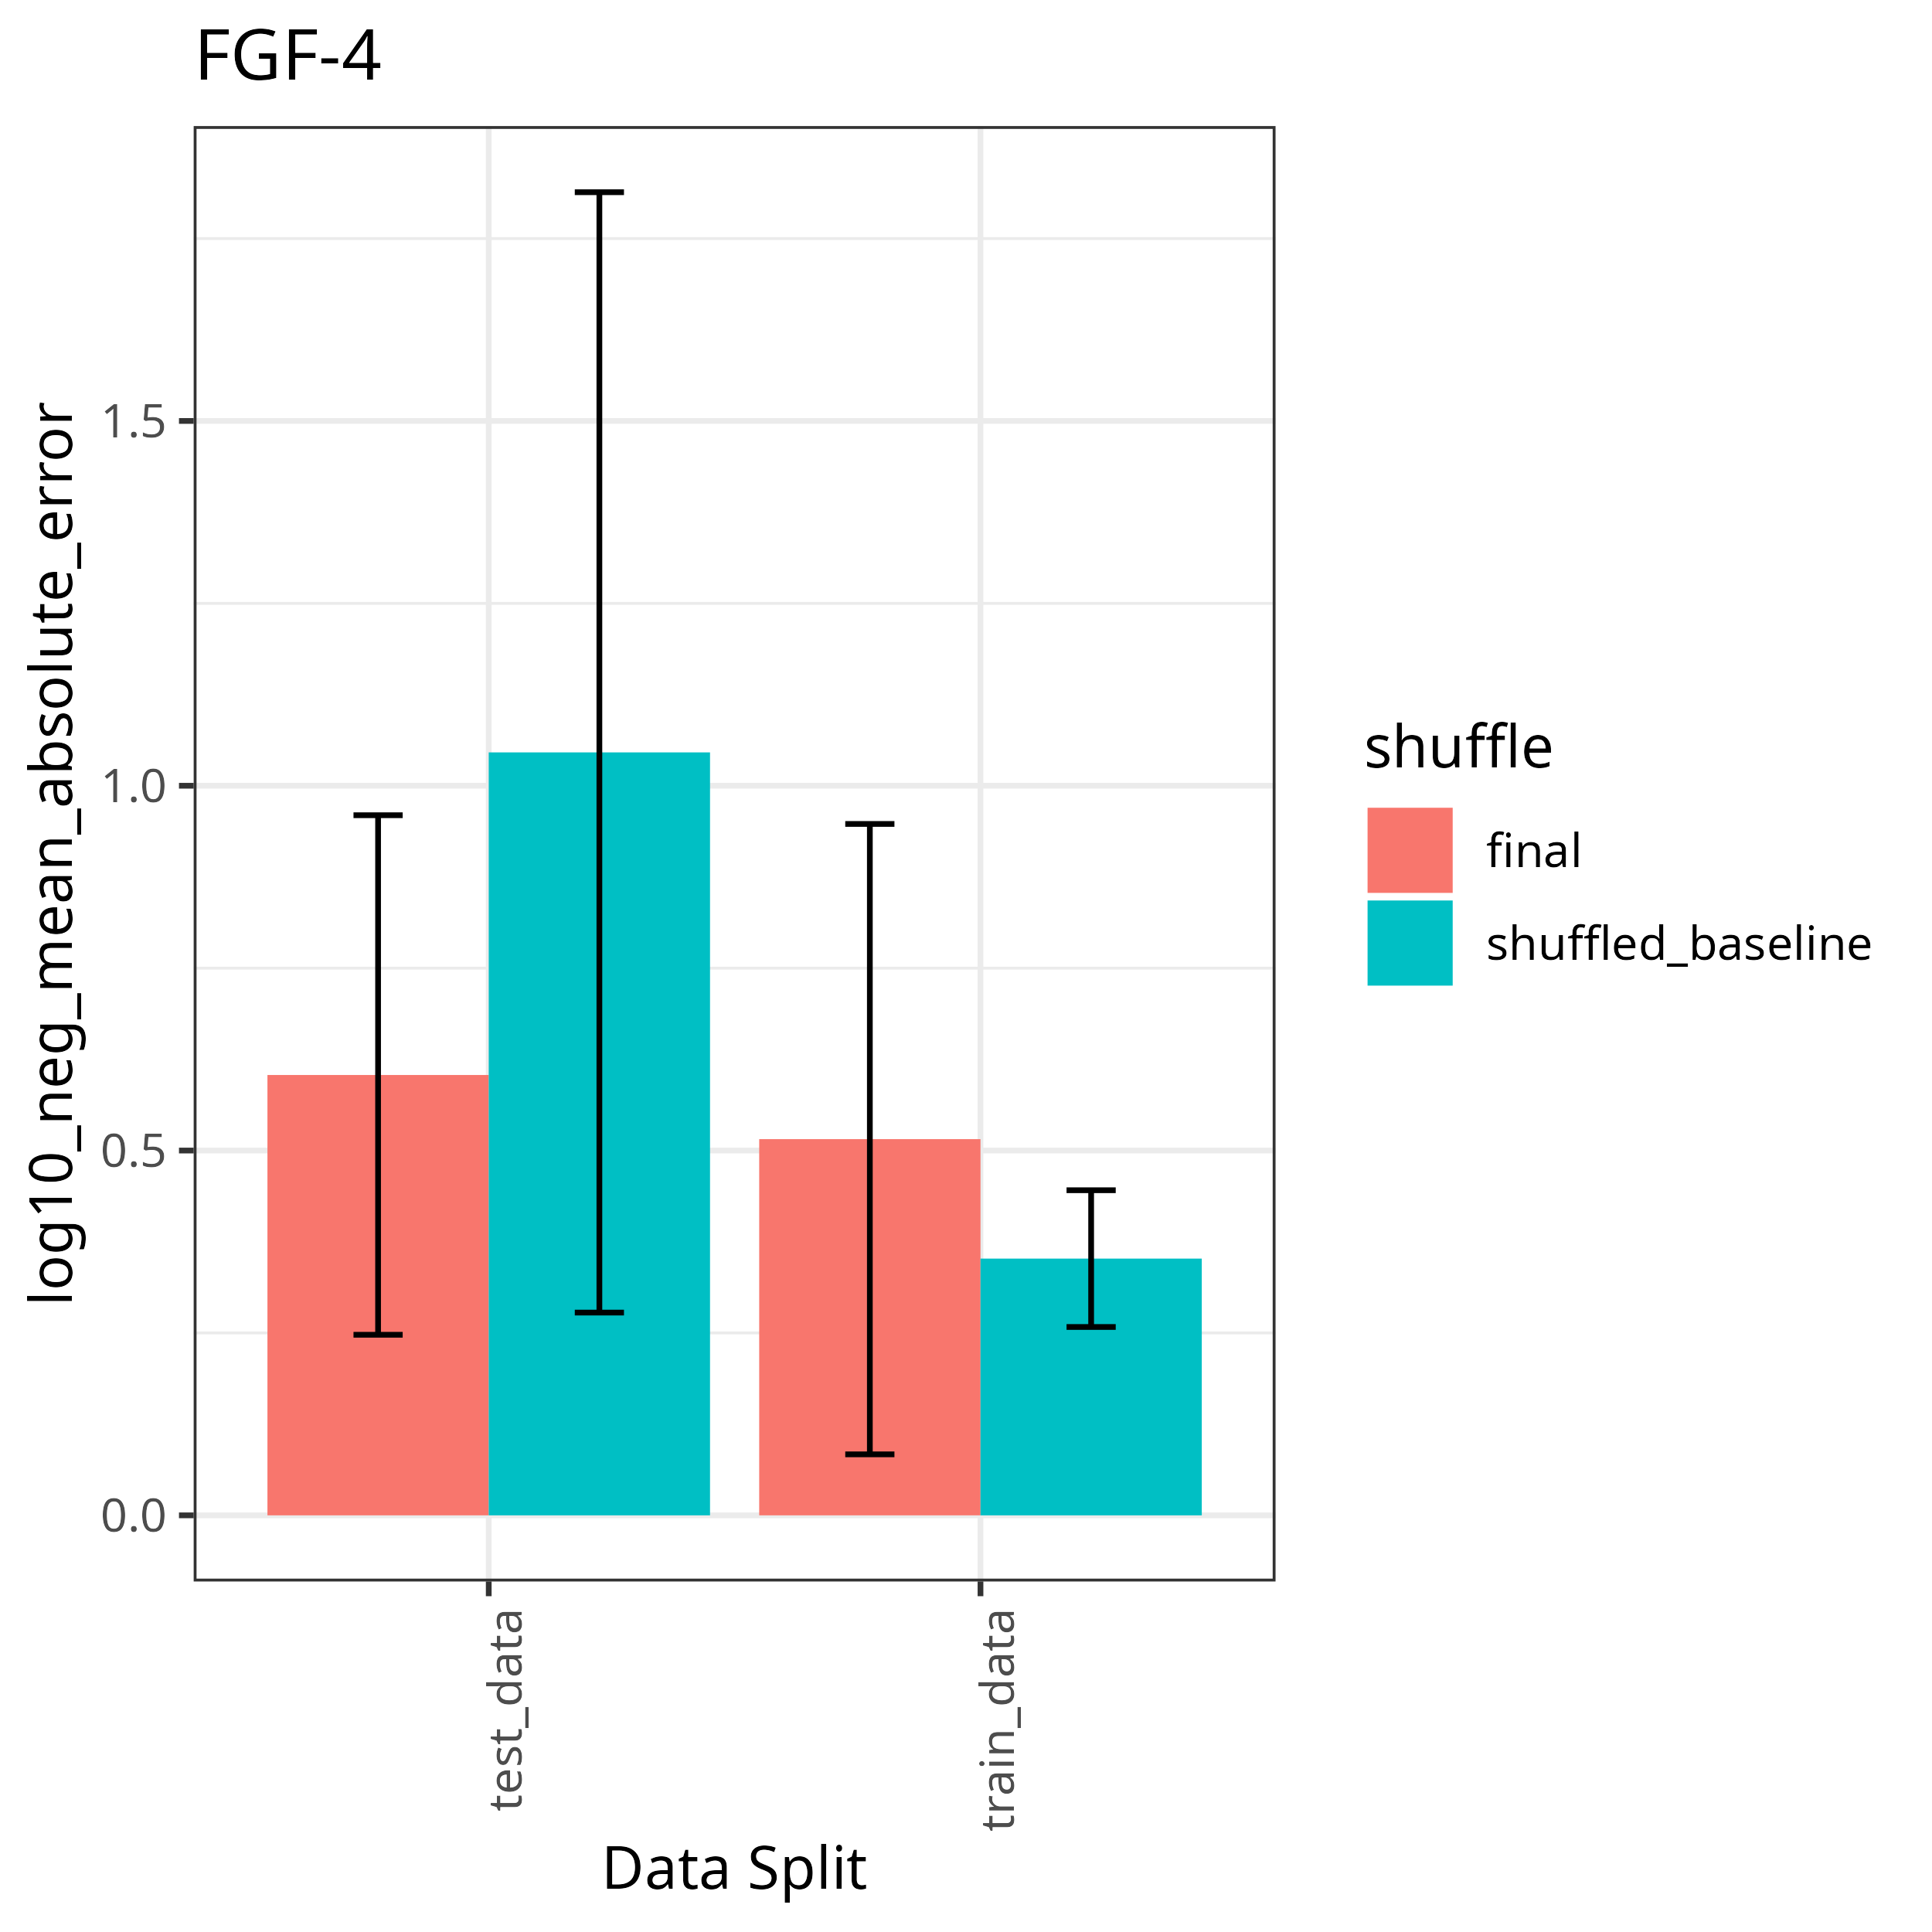 FGF-4
log10_neg_mean_absolute_error
1.5
1.0
0.5
0.0
test_data
train_data
Data Split
shuffle
final
shuffled_baseline